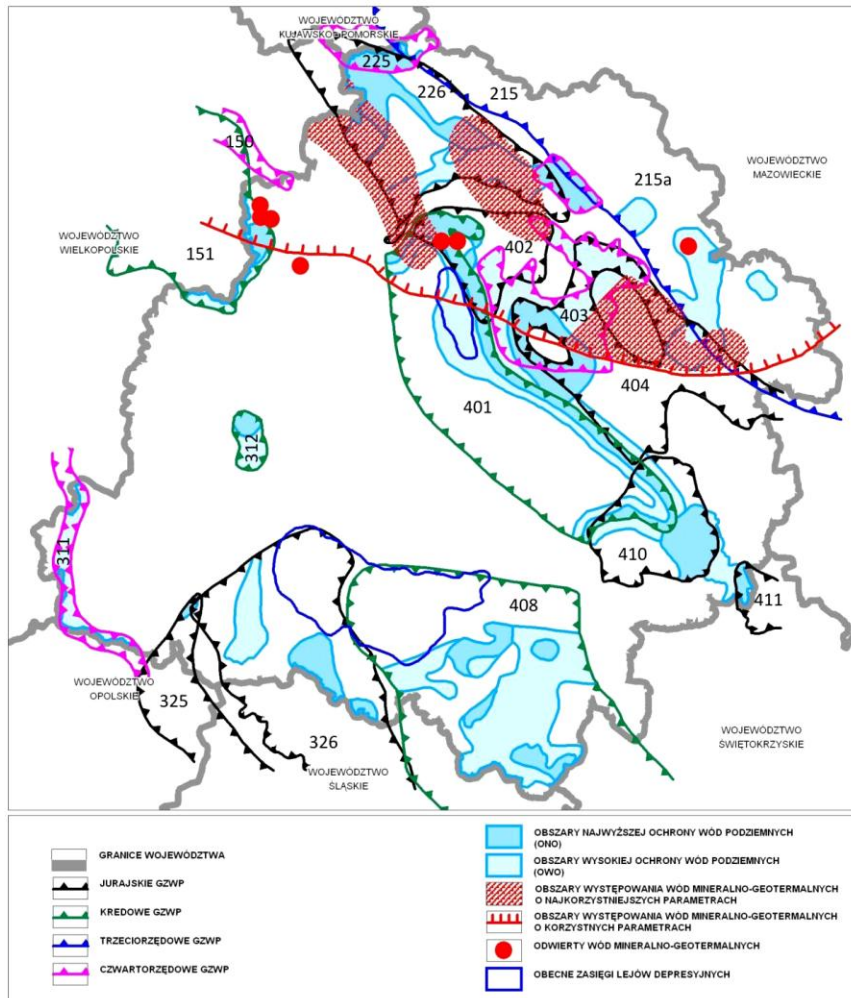 WOJEWÓDZTWO
KUJAWSKO - POMORSKIE
225
226
215
150
215a
WOJEWÓDZTWO
MAZOWIECKIE
WOJEWÓDZTWO
WIELKOPOLSKIE
151
402
403
404
401
312
311
410
411
408
WOJEWÓDZTWO
OPOLSKIE
325
326
WOJEWÓDZTWO
ŚLĄSKIE
WOJEWÓDZTWO
ŚWIĘTOKRZYSKIE
GRANICE WOJEWÓDZTWA
JURAJSKIE GZWP
KREDOWE GZWP
TRZECIORZĘDOWE GZWP
CZWARTORZĘDOWE GZWP
OBSZARY NAJWYŻSZEJ OCHRONY WÓD PODZIEMNYCH
(ONO)
OBSZARY WYSOKIEJ OCHRONY WÓD PODZIEMNYCH
(OWO)
OBSZARY WYSTĘPOWANIA WÓD MINERALNO-GEOTERMALNYCH
O NAJKORZYSTNIEJSZYCH PARAMETRACH
OBSZARY WYSTĘPOWANIA WÓD MINERALNO-GEOTERMALNYCH
O KORZYSTNYCH PARAMETRACH
ODWIERTY WÓD MINERALNO-GEOTERMALNYCH
OBECNE ZASIĘGI LEJÓW DEPRESYJNYCH